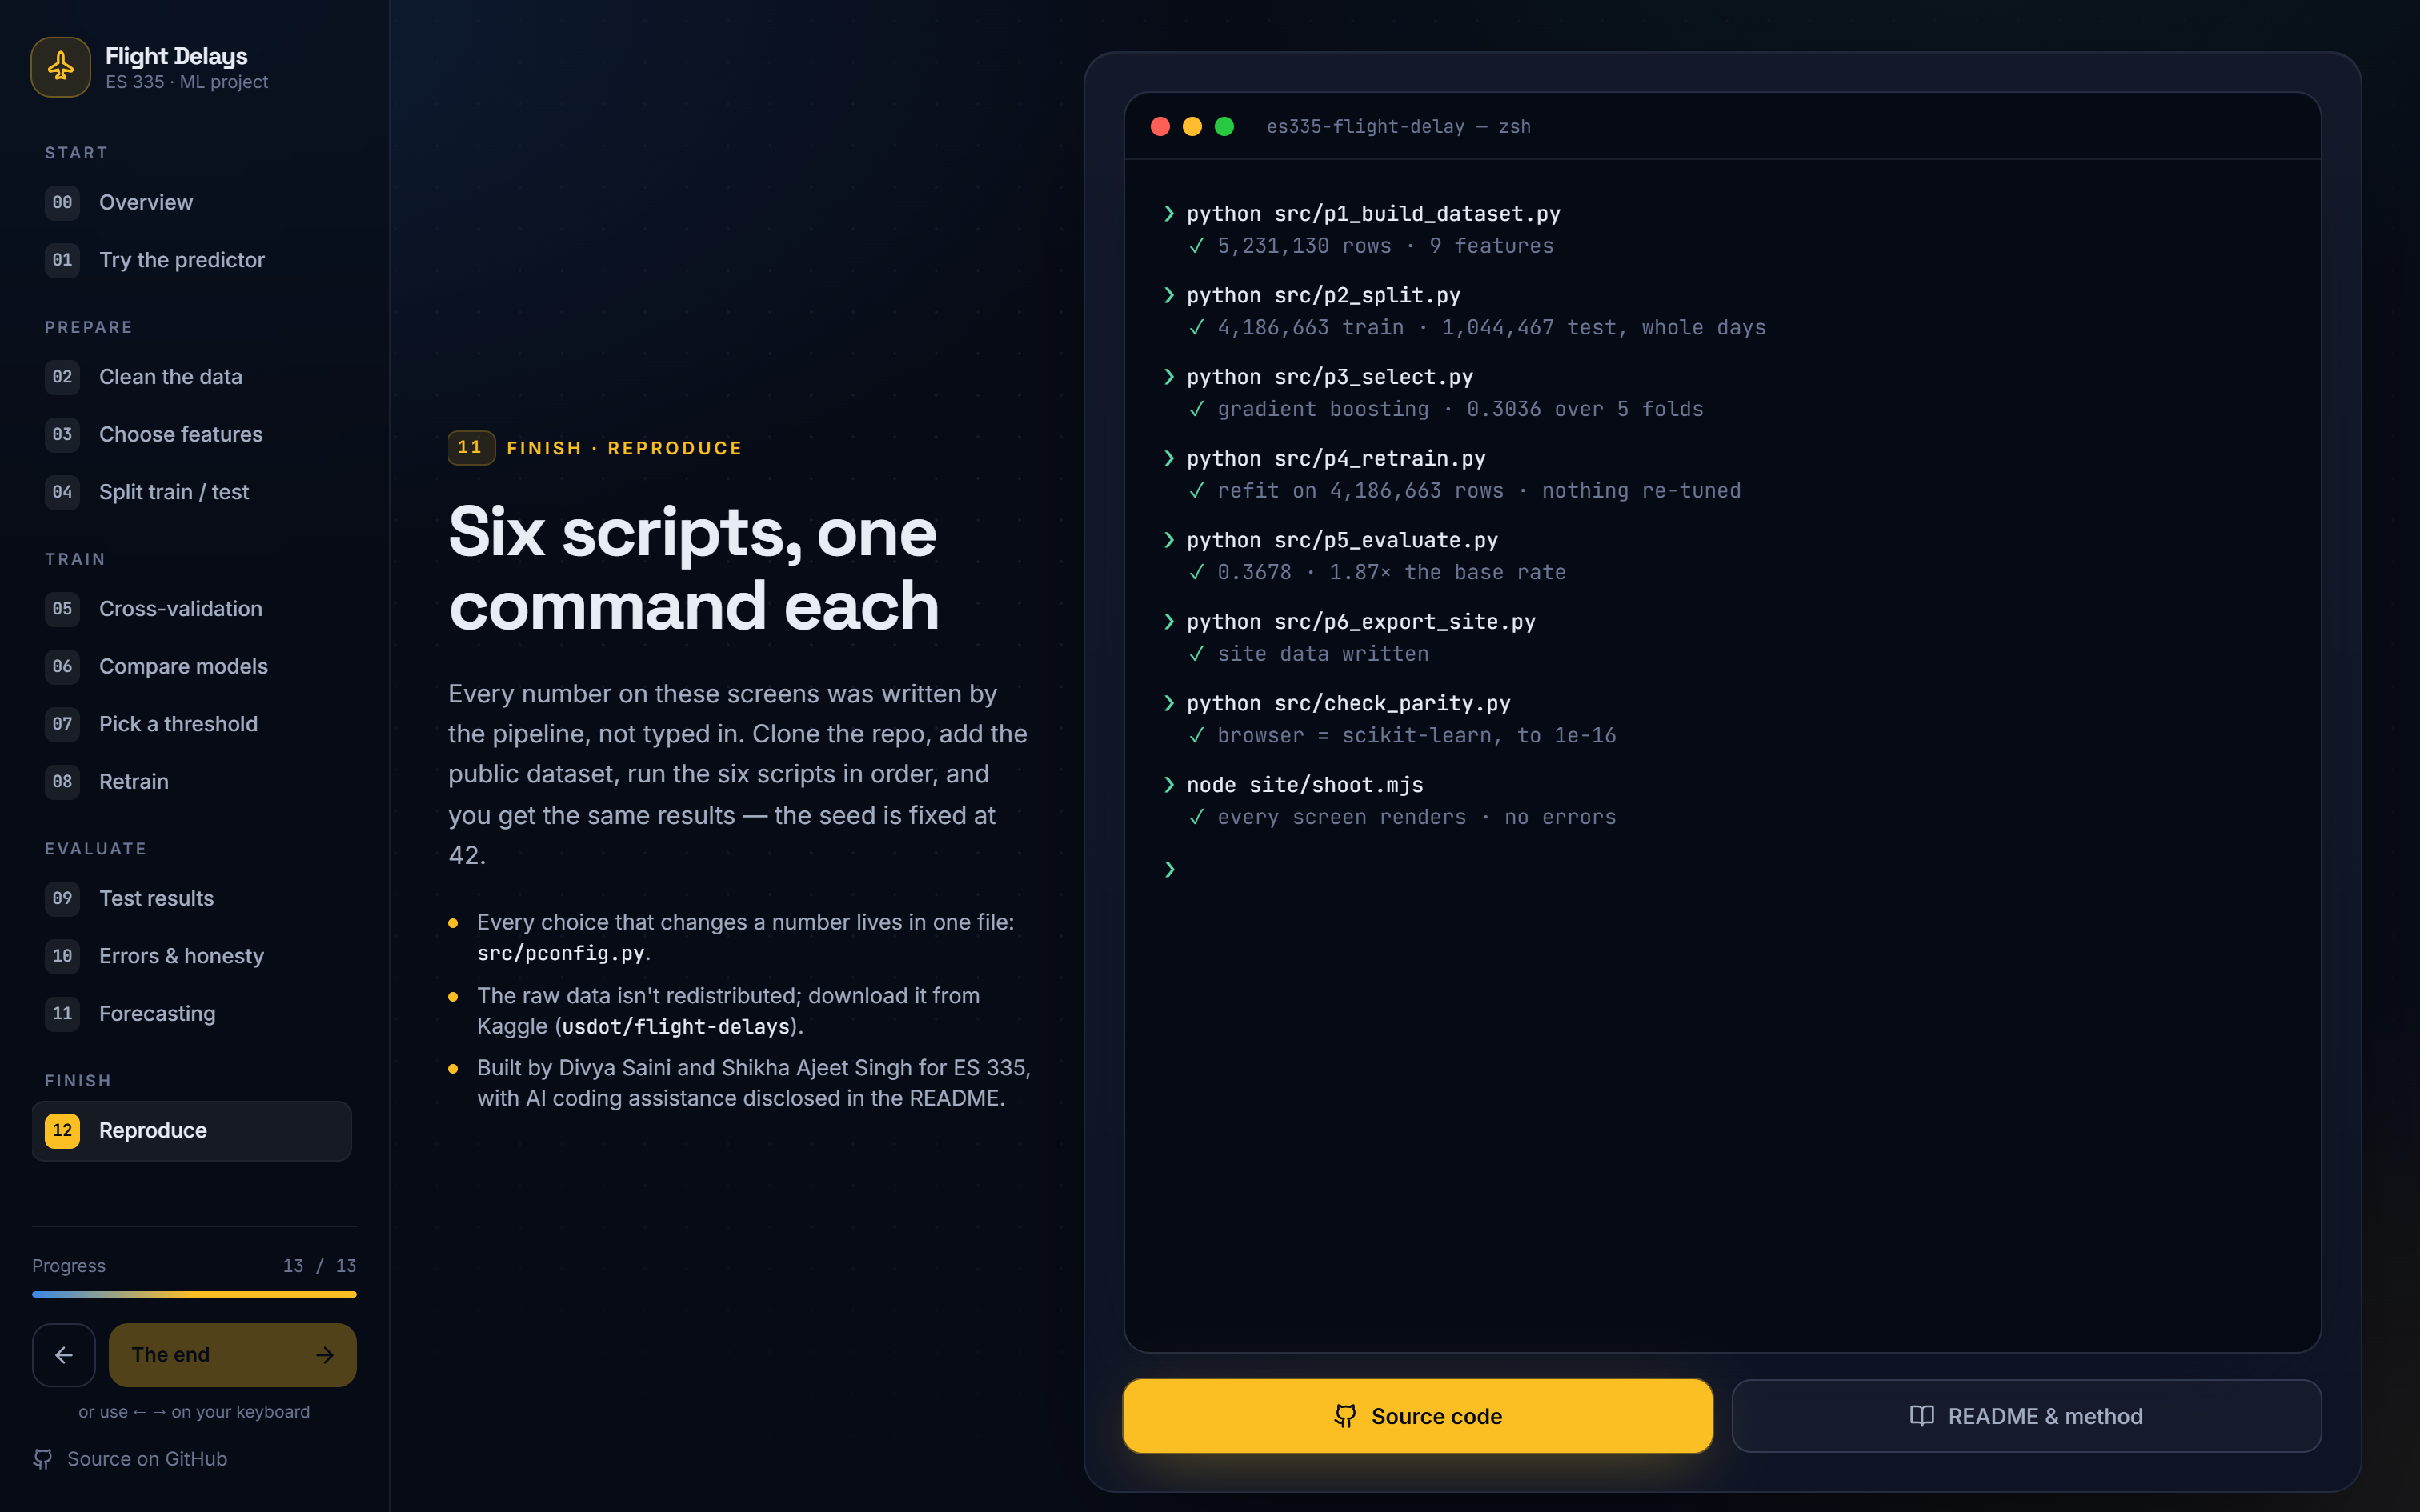 Flight Delays
ES 335 · ML project
START
00 Overview
01 Try the predictor
PREPARE
02 Clean the data
03 Choose features
04 Split train / test
TRAIN
05 Cross-validation
06 Compare models
07 Pick a threshold
08 Retrain
EVALUATE
09 Test results
10 Errors & honesty
11 Forecasting
FINISH
12 Reproduce
Progress 13 / 13
← The end →
or use ← → on your keyboard
Source on GitHub
11 FINISH · REPRODUCE
Six scripts, one
command each
Every number on these screens was written by
the pipeline, not typed in. Clone the repo, add the
public dataset, run the six scripts in order, and
you get the same results — the seed is fixed at
42.
• Every choice that changes a number lives in one file:
src/pconfig.py.
• The raw data isn't redistributed; download it from
Kaggle (usdot/flight-delays).
• Built by Divya Saini and Shikha Ajeet Singh for ES 335,
with AI coding assistance disclosed in the README.
es335-flight-delay — zsh
❯ python src/p1_build_dataset.py
✓ 5,231,130 rows · 9 features
❯ python src/p2_split.py
✓ 4,186,663 train · 1,044,467 test, whole days
❯ python src/p3_select.py
✓ gradient boosting · 0.3036 over 5 folds
❯ python src/p4_retrain.py
✓ refit on 4,186,663 rows · nothing re-tuned
❯ python src/p5_evaluate.py
✓ 0.3678 · 1.87× the base rate
❯ python src/p6_export_site.py
✓ site data written
❯ python src/check_parity.py
✓ browser = scikit-learn, to 1e-16
❯ node site/shoot.mjs
✓ every screen renders · no errors
❯
Source code
README & method